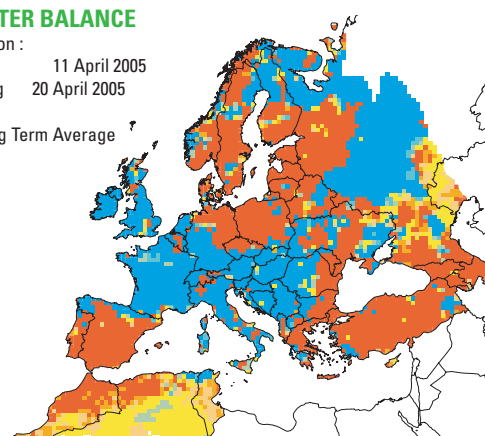 TER BALANCE
on :
11 April 2005
g 20 April 2005
g Term Average